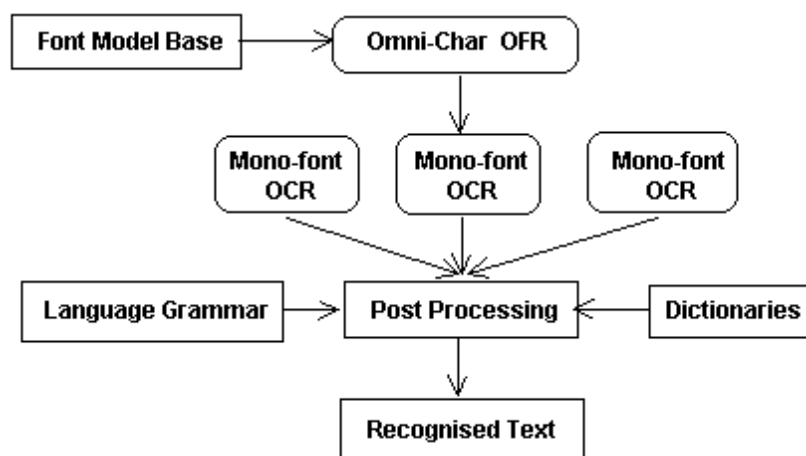 Font Model Base
Omni-Char OFR
Mono-font
OCR
Mono-font
OCR
Mono-font
OCR
Language Grammar
Post Processing
Dictionaries
Recognised Text